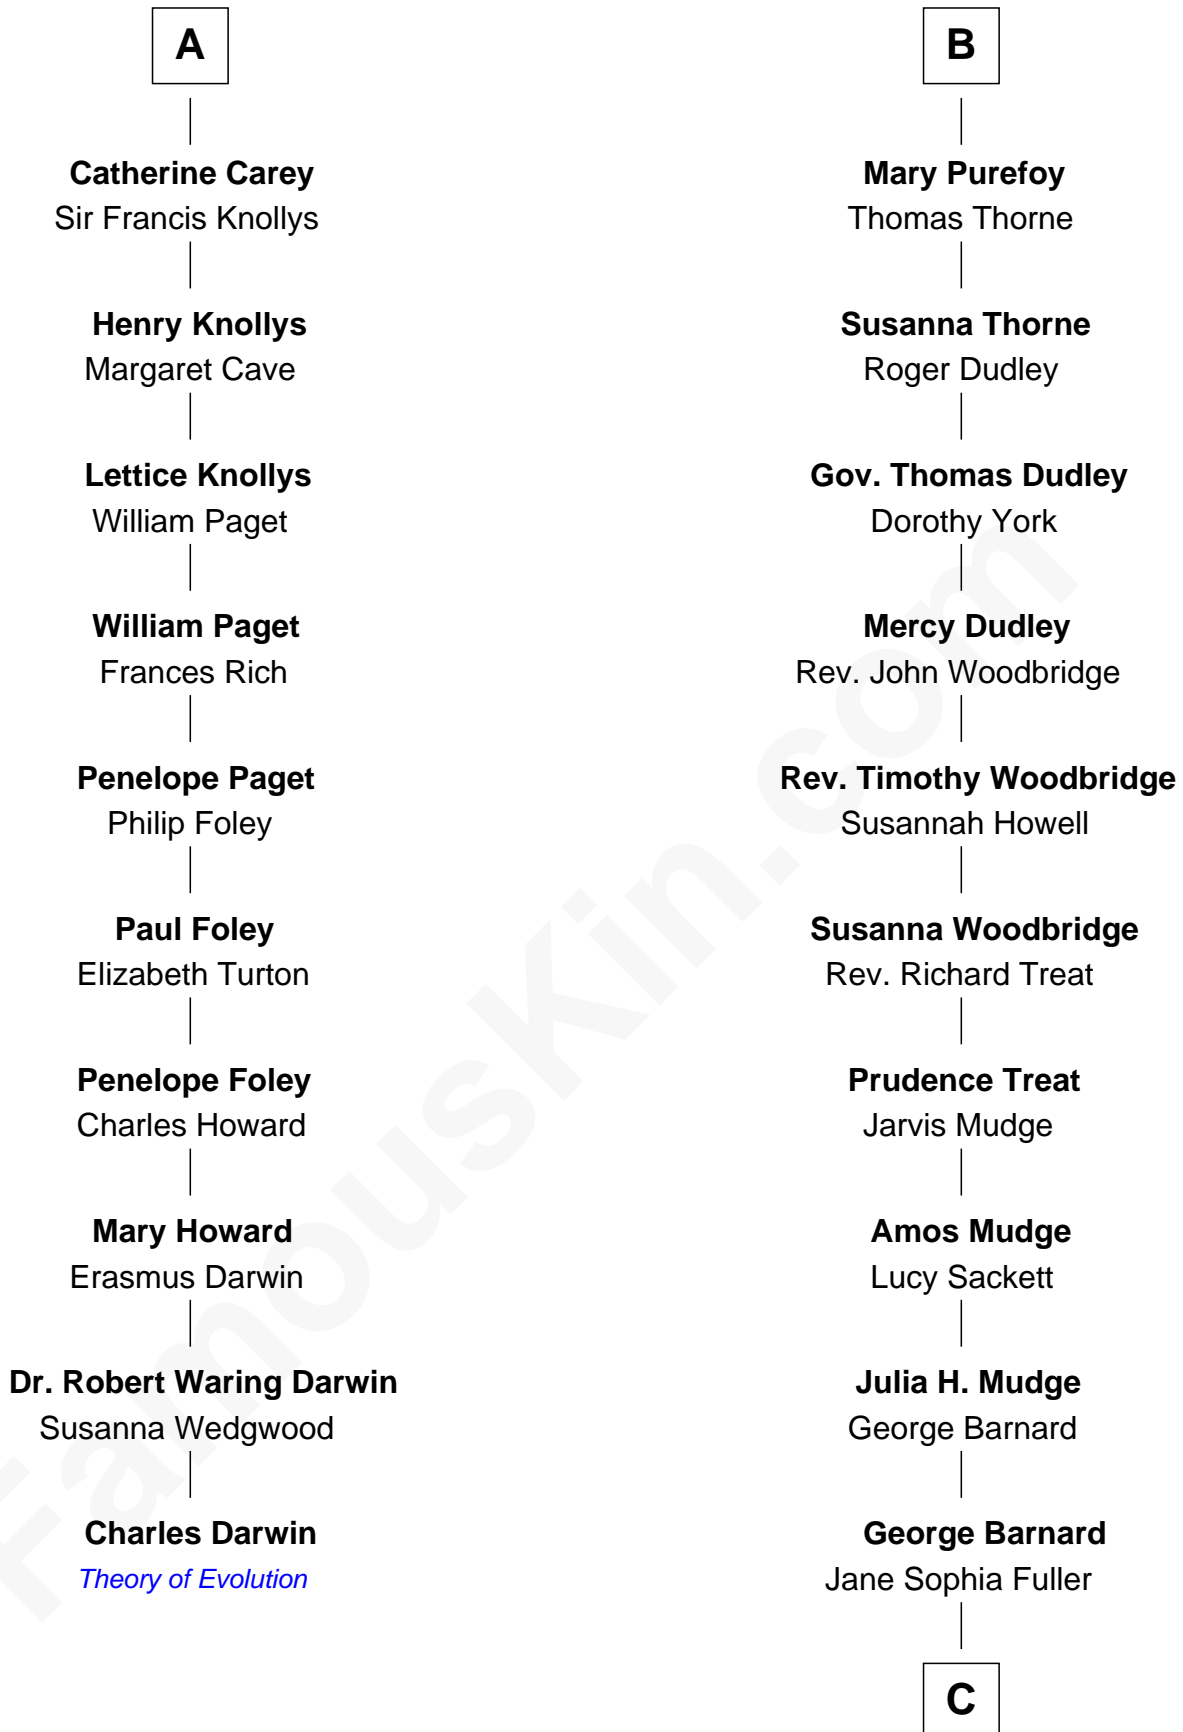 A
Catherine Carey
Sir Francis Knollys
Henry Knollys
Margaret Cave
Lettice Knollys
William Paget
William Paget
Frances Rich
Penelope Paget
Philip Foley
Paul Foley
Elizabeth Turton
Penelope Foley
Charles Howard
Mary Howard
Erasmus Darwin
Dr. Robert Waring Darwin
Susanna Wedgwood
Charles Darwin
Theory of Evolution
B
Mary Purefoy
Thomas Thorne
Susanna Thorne
Roger Dudley
Gov. Thomas Dudley
Dorothy York
Mercy Dudley
Rev. John Woodbridge
Rev. Timothy Woodbridge
Susannah Howell
Susanna Woodbridge
Rev. Richard Treat
Prudence Treat
Jarvis Mudge
Amos Mudge
Lucy Sackett
Julia H. Mudge
George Barnard
George Barnard
Jane Sophia Fuller
C
FamousKin.com